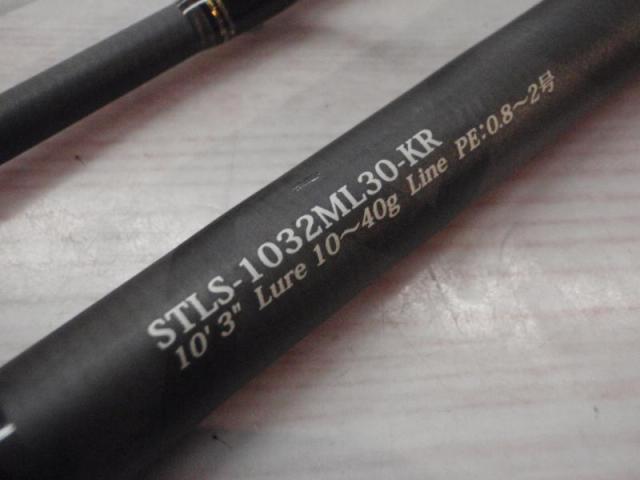 STLS-1032ML30-KR
10' 3" Lure 10～40g Line PE:0.8～2号